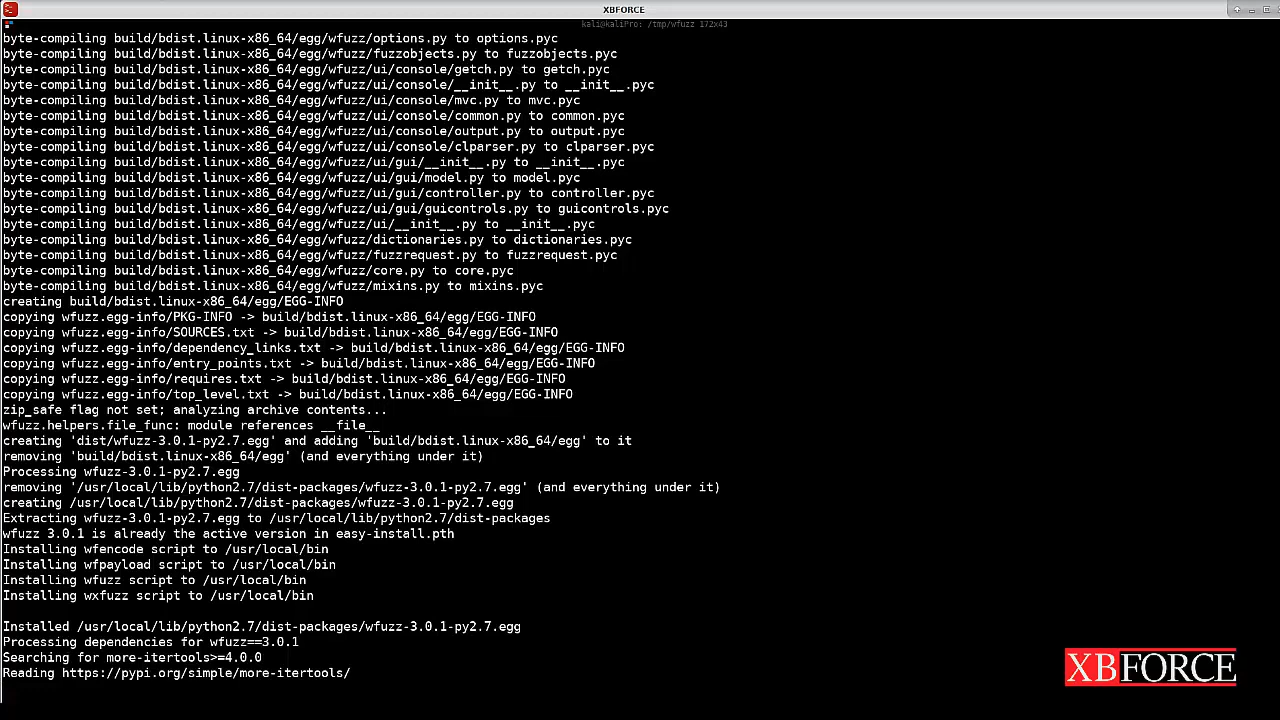 XBFORCE
kali@kaliPro: /tmp/wfuzz 172x43
byte-compiling build/bdist.linux-x86_64/egg/wfuzz/options.py to options.pyc
byte-compiling build/bdist.linux-x86_64/egg/wfuzz/fuzzobjects.py to fuzzobjects.pyc
byte-compiling build/bdist.linux-x86_64/egg/wfuzz/ui/console/getch.py to getch.pyc
byte-compiling build/bdist.linux-x86_64/egg/wfuzz/ui/console/__init__.py to __init__.pyc
byte-compiling build/bdist.linux-x86_64/egg/wfuzz/ui/console/mvc.py to mvc.pyc
byte-compiling build/bdist.linux-x86_64/egg/wfuzz/ui/console/common.py to common.pyc
byte-compiling build/bdist.linux-x86_64/egg/wfuzz/ui/console/output.py to output.pyc
byte-compiling build/bdist.linux-x86_64/egg/wfuzz/ui/console/clparser.py to clparser.pyc
byte-compiling build/bdist.linux-x86_64/egg/wfuzz/ui/gui/__init__.py to __init__.pyc
byte-compiling build/bdist.linux-x86_64/egg/wfuzz/ui/gui/model.py to model.pyc
byte-compiling build/bdist.linux-x86_64/egg/wfuzz/ui/gui/controller.py to controller.pyc
byte-compiling build/bdist.linux-x86_64/egg/wfuzz/ui/gui/guicontrols.py to guicontrols.pyc
byte-compiling build/bdist.linux-x86_64/egg/wfuzz/ui/__init__.py to __init__.pyc
byte-compiling build/bdist.linux-x86_64/egg/wfuzz/dictionaries.py to dictionaries.pyc
byte-compiling build/bdist.linux-x86_64/egg/wfuzz/fuzzrequest.py to fuzzrequest.pyc
byte-compiling build/bdist.linux-x86_64/egg/wfuzz/core.py to core.pyc
byte-compiling build/bdist.linux-x86_64/egg/wfuzz/mixins.py to mixins.pyc
creating build/bdist.linux-x86_64/egg/EGG-INFO
copying wfuzz.egg-info/PKG-INFO -> build/bdist.linux-x86_64/egg/EGG-INFO
copying wfuzz.egg-info/SOURCES.txt -> build/bdist.linux-x86_64/egg/EGG-INFO
copying wfuzz.egg-info/dependency_links.txt -> build/bdist.linux-x86_64/egg/EGG-INFO
copying wfuzz.egg-info/entry_points.txt -> build/bdist.linux-x86_64/egg/EGG-INFO
copying wfuzz.egg-info/requires.txt -> build/bdist.linux-x86_64/egg/EGG-INFO
copying wfuzz.egg-info/top_level.txt -> build/bdist.linux-x86_64/egg/EGG-INFO
zip_safe flag not set; analyzing archive contents...
wfuzz.helpers.file_func: module references __file__
creating 'dist/wfuzz-3.0.1-py2.7.egg' and adding 'build/bdist.linux-x86_64/egg' to it
removing 'build/bdist.linux-x86_64/egg' (and everything under it)
Processing wfuzz-3.0.1-py2.7.egg
removing '/usr/local/lib/python2.7/dist-packages/wfuzz-3.0.1-py2.7.egg' (and everything under it)
creating /usr/local/lib/python2.7/dist-packages/wfuzz-3.0.1-py2.7.egg
Extracting wfuzz-3.0.1-py2.7.egg to /usr/local/lib/python2.7/dist-packages
wfuzz 3.0.1 is already the active version in easy-install.pth
Installing wfencode script to /usr/local/bin
Installing wfpayload script to /usr/local/bin
Installing wfuzz script to /usr/local/bin
Installing wxfuzz script to /usr/local/bin
Installed /usr/local/lib/python2.7/dist-packages/wfuzz-3.0.1-py2.7.egg
Processing dependencies for wfuzz==3.0.1
Searching for more-itertools>=4.0.0
Reading https://pypi.org/simple/more-itertools/
XBFORCE